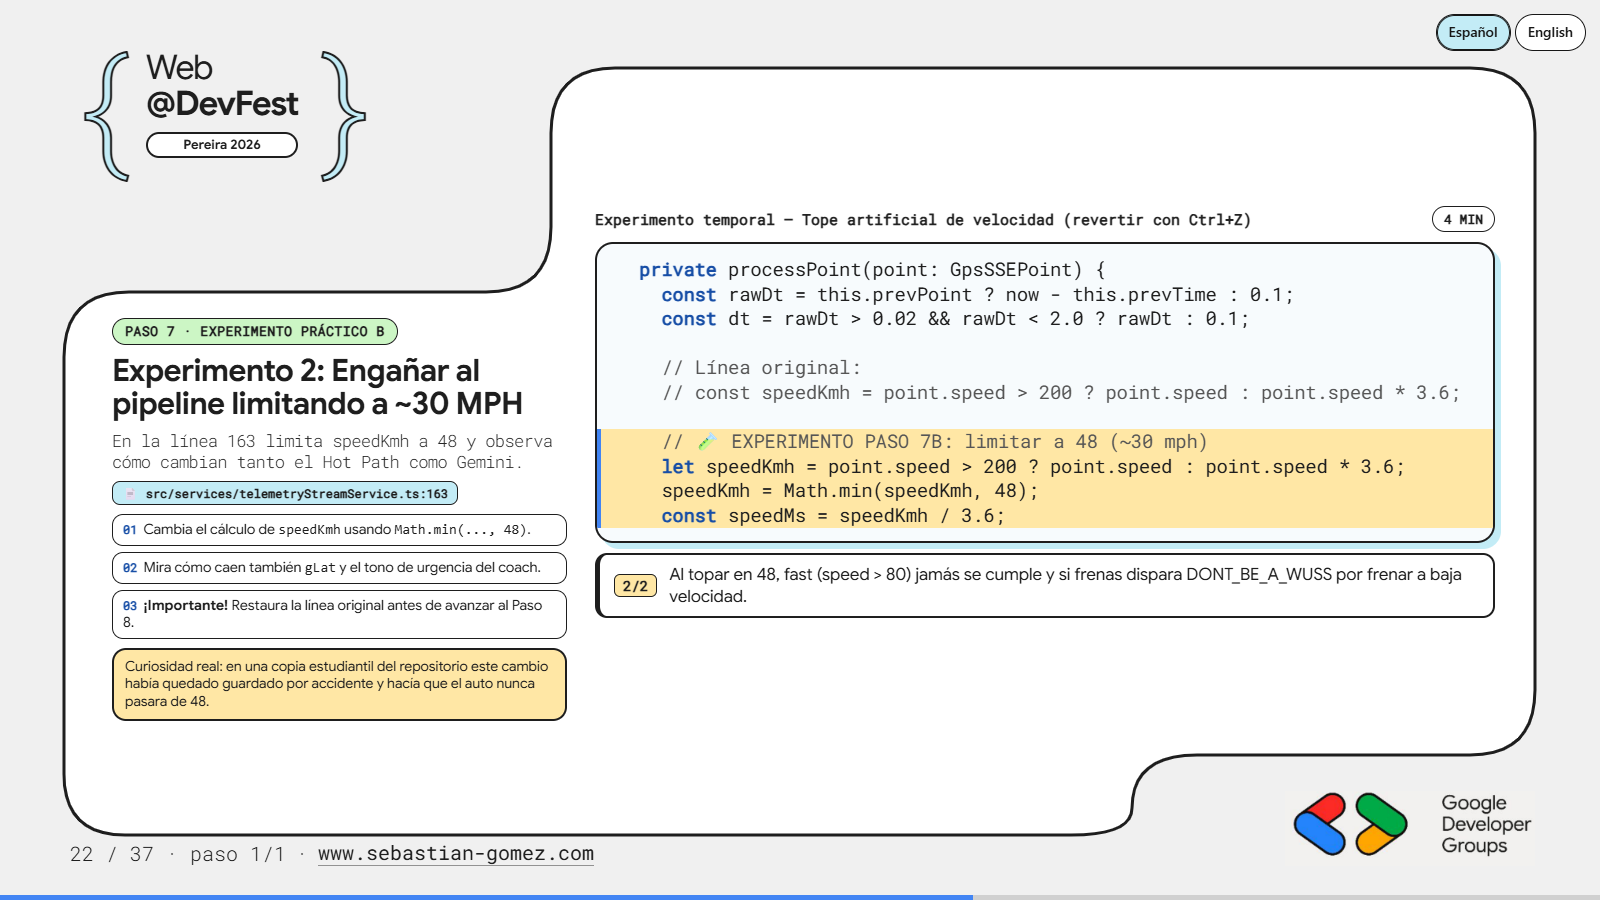 Español
English
Web
@DevFest
Pereira 2026
PASO 7 · EXPERIMENTO PRÁCTICO B
Experimento 2: Engañar al
pipeline limitando a ~30 MPH
En la línea 163 limita speedKmh a 48 y observa
cómo cambian tanto el Hot Path como Gemini.
src/services/telemetryStreamService.ts:163
01 Cambia el cálculo de speedKmh usando Math.min(..., 48).
02 Mira cómo caen también gLat y el tono de urgencia del coach.
03 ¡Importante! Restaura la línea original antes de avanzar al Paso
8.
Curiosidad real: en una copia estudiantil del repositorio este cambio
había quedado guardado por accidente y hacía que el auto nunca
pasara de 48.
Experimento temporal — Tope artificial de velocidad (revertir con Ctrl+Z)
4 MIN
private processPoint(point: GpsSSEPoint) {
const rawDt = this.prevPoint ? now - this.prevTime : 0.1;
const dt = rawDt > 0.02 && rawDt < 2.0 ? rawDt : 0.1;
// Línea original:
// const speedKmh = point.speed > 200 ? point.speed : point.speed * 3.6;
// 🧪 EXPERIMENTO PASO 7B: limitar a 48 (~30 mph)
let speedKmh = point.speed > 200 ? point.speed : point.speed * 3.6;
speedKmh = Math.min(speedKmh, 48);
const speedMs = speedKmh / 3.6;
2/2
Al topar en 48, fast (speed > 80) jamás se cumple y si frenas dispara DONT_BE_A_WUSS por frenar a baja
velocidad.
22 / 37 · paso 1/1 · www.sebastian-gomez.com
Google
Developer
Groups